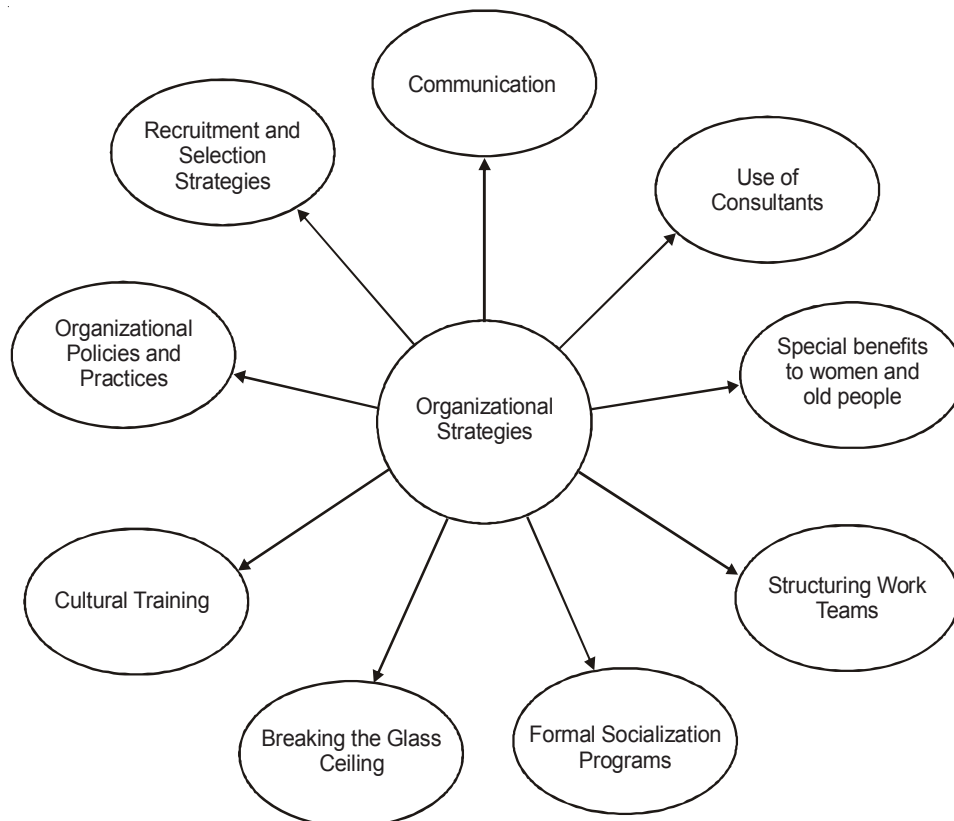 Communication
Recruitment and
Selection
Strategies
Use of
Consultants
Organizational
Policies and
Practices
Special benefits
to women and
old people
Organizational
Strategies
Cultural Training
Structuring Work
Teams
Breaking the Glass
Ceiling
Formal Socialization
Programs